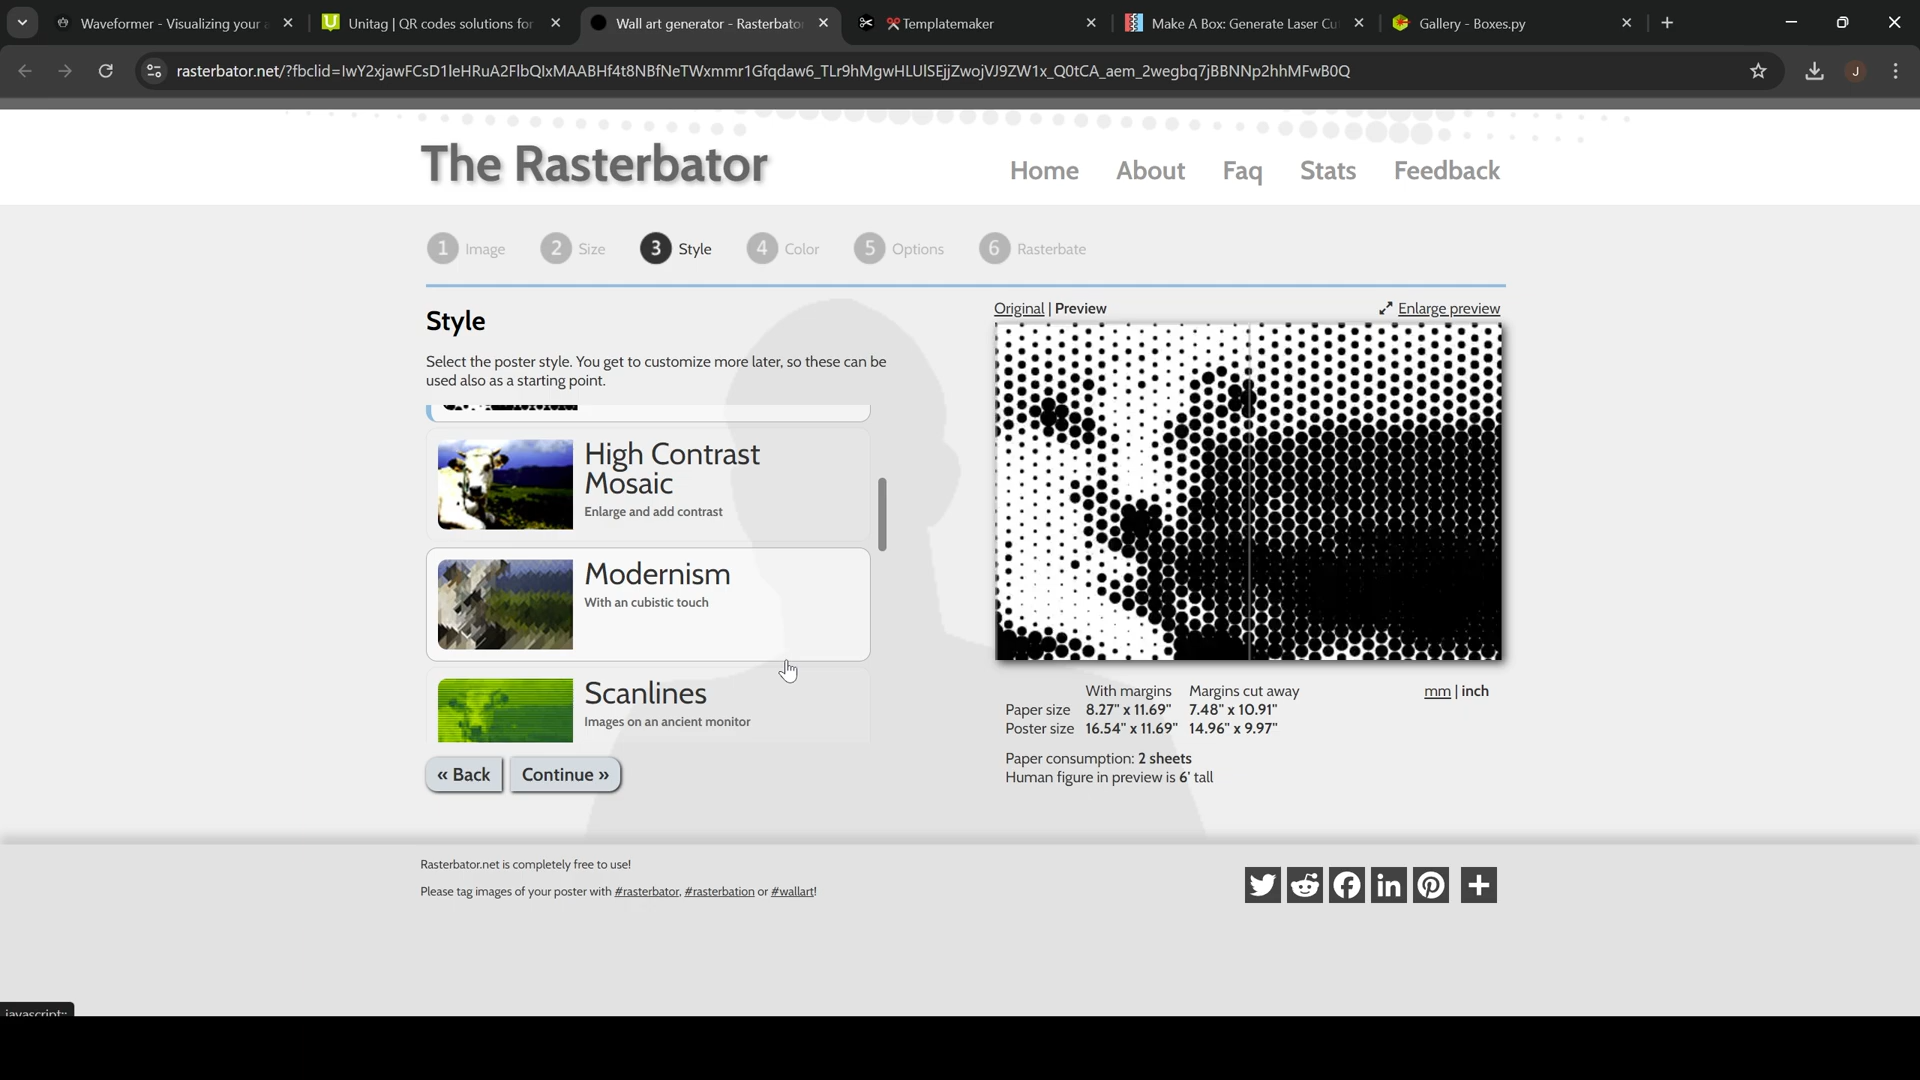 Waveformer - Visualizing your a
Unitag | QR codes solutions for
Wall art generator - Rasterbator
Templatemaker
Make A Box: Generate Laser Cu
Gallery - Boxes.py
J
The Rasterbator
Home About Faq Stats Feedback
1 Image 2 Size 3 Style 4 Color 5 Options 6 Rasterbate
Style
Select the poster style. You get to customize more later, so these can be
used also as a starting point.
High Contrast
Mosaic
Enlarge and add contrast
Modernism
With an cubistic touch
Scanlines
Images on an ancient monitor
« Back Continue »
Original | Preview
Enlarge preview
With margins Margins cut away
mm | inch
Paper size 8.27" x 11.69" 7.48" x 10.91"
Poster size 16.54" x 11.69" 14.96" x 9.97"
Paper consumption: 2 sheets
Human figure in preview is 6' tall
Rasterbator.net is completely free to use!
Please tag images of your poster with #rasterbator, #rasterbation or #wallart!